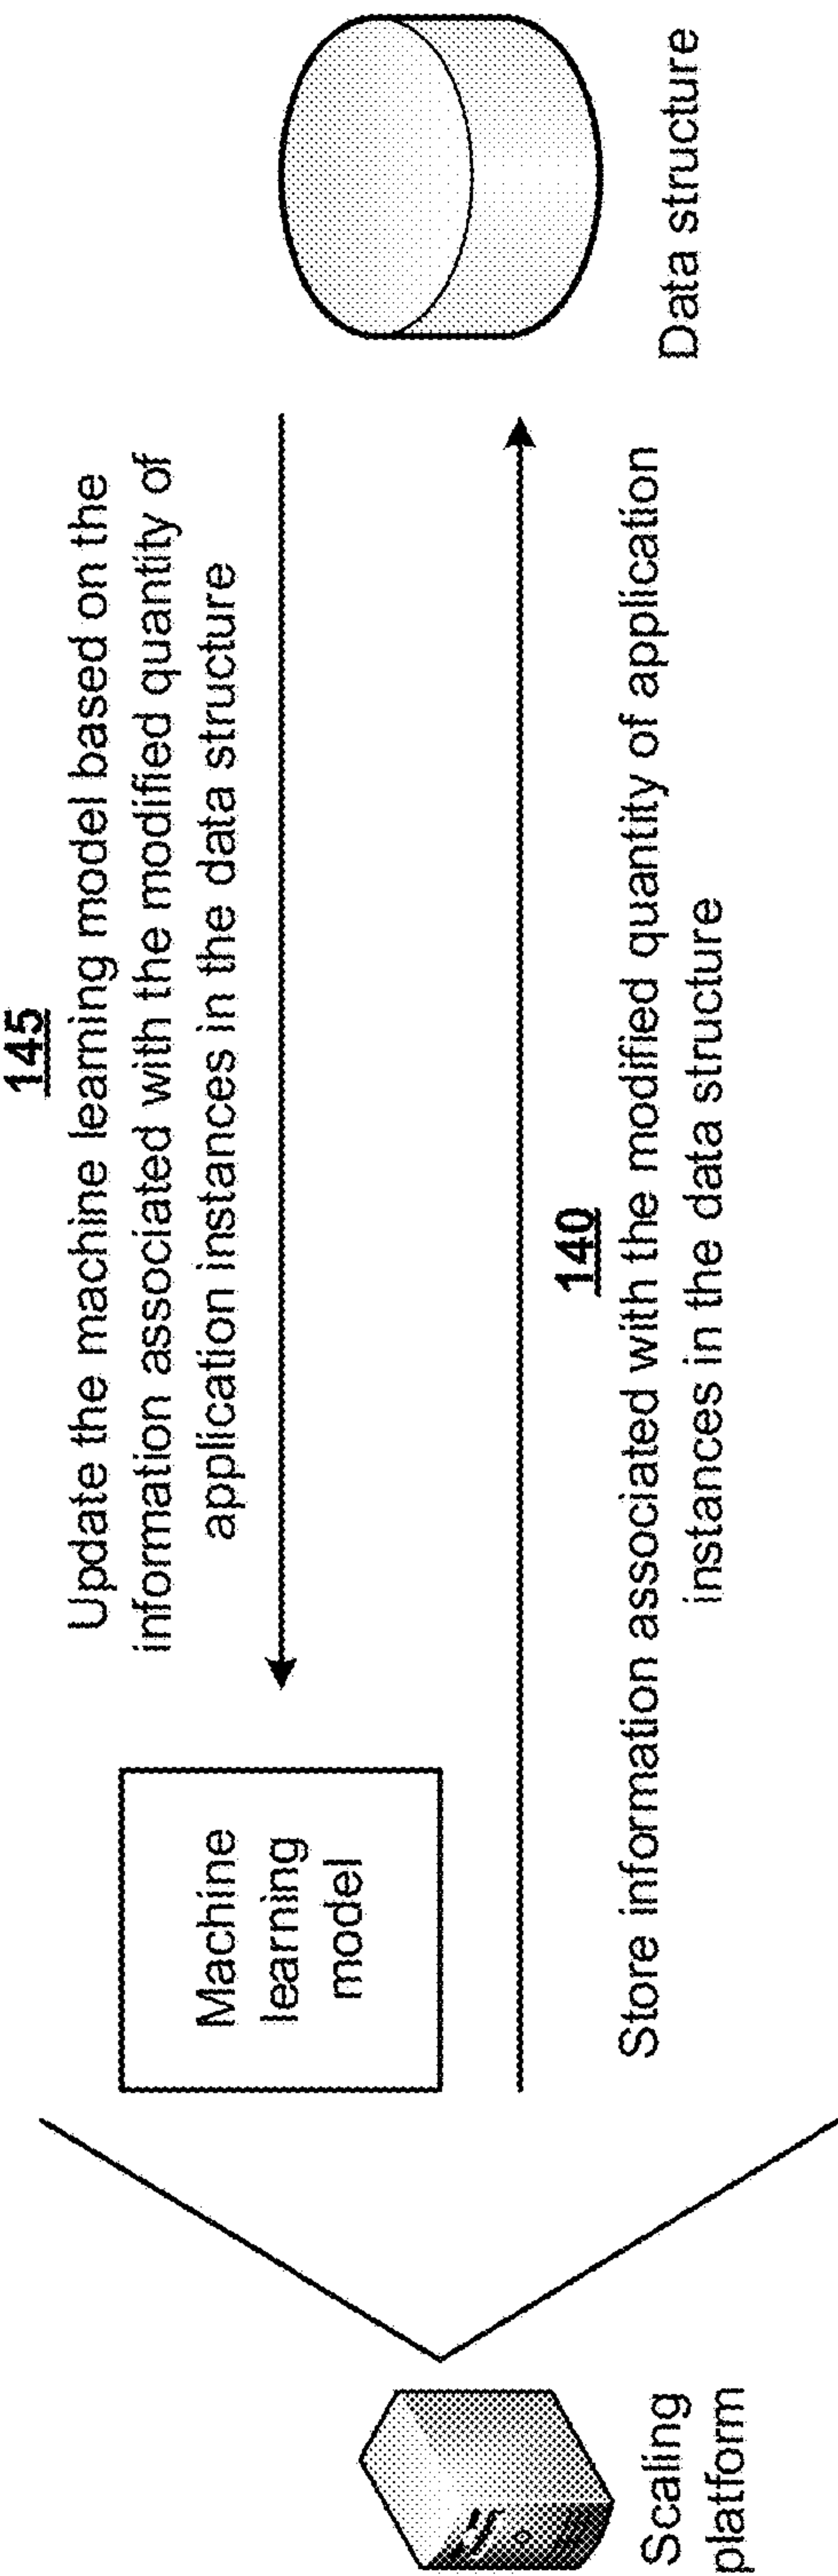 145
Update the machine learning model based on the
information associated with the modified quantity of
application instances in the data structure
Machine
learning
model
140
Store information associated with the modified quantity of application
instances in the data structure
Scaling
platform
Data structure